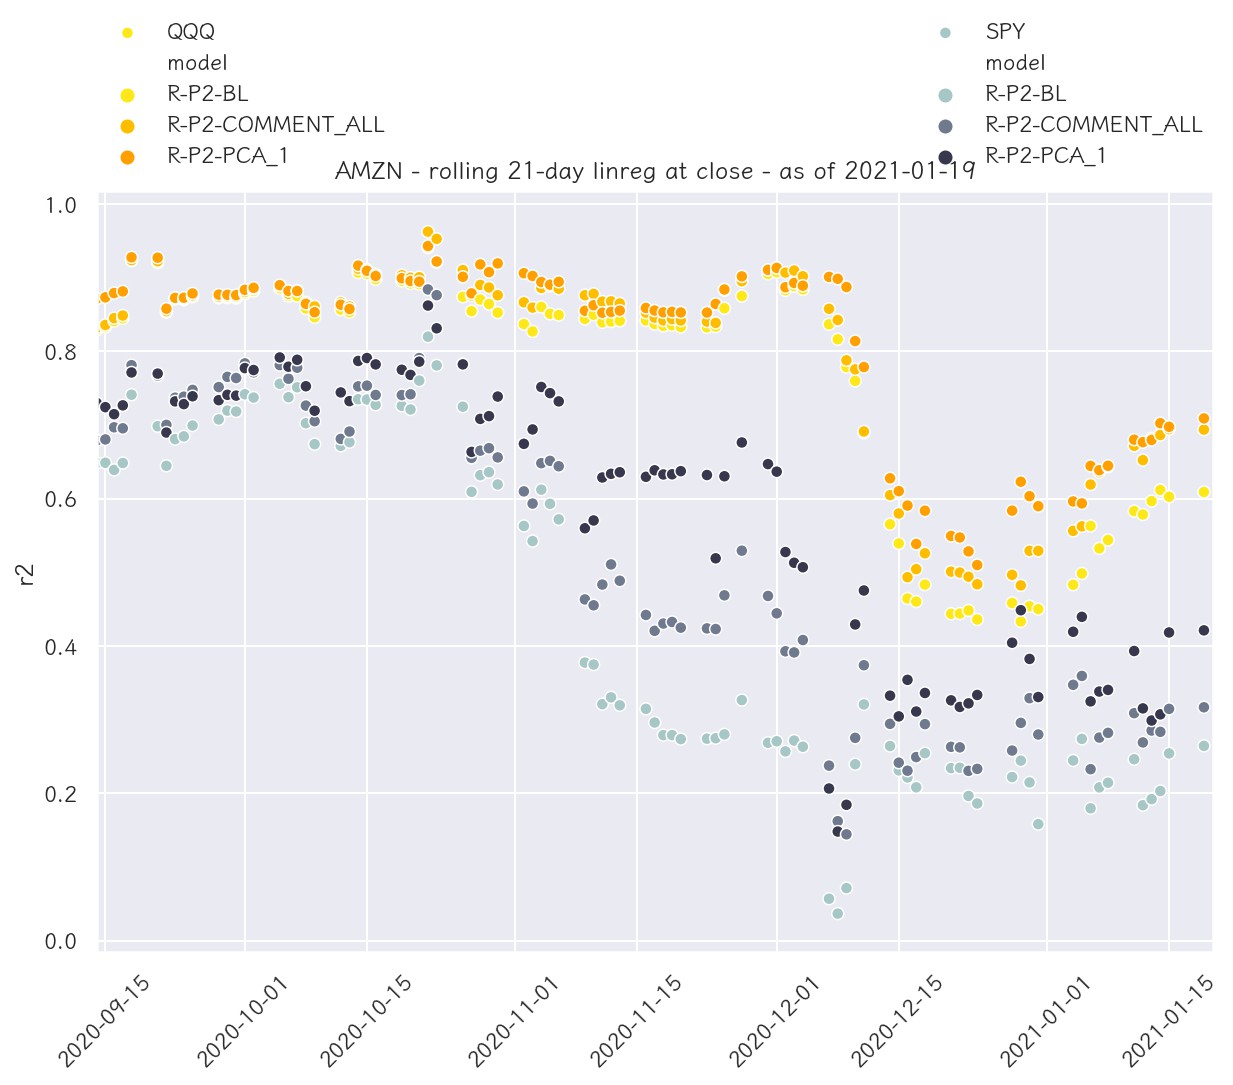 QQQ
model
R-P2-BL
R-P2-COMMENT_ALL
R-P2-PCA_1
SPY
model
R-P2-BL
R-P2-COMMENT_ALL
R-P2-PCA_1
AMZN - rolling 21-day linreg at close - as of 2021-01-19
1.0
0.8
0.6
0.4
0.2
0.0
r2
2020-09-15
2020-10-01
2020-10-15
2020-11-01
2020-11-15
2020-12-01
2020-12-15
2021-01-01
2021-01-15